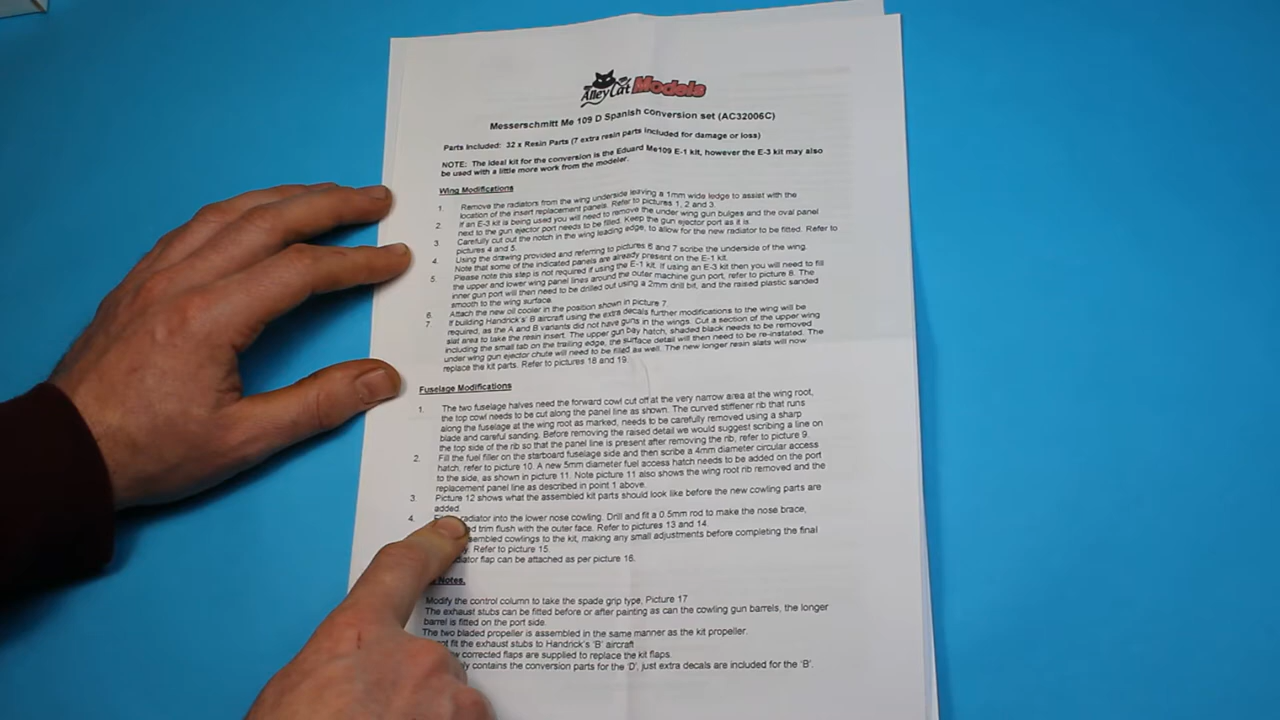 AlleyCat Models
Messerschmitt Me 109 D Spanish conversion set (AC32006C)
Parts Included: 32 x Resin Parts (7 extra resin parts included for damage or loss)
NOTE: The ideal kit for the conversion is the Eduard Me109 E-1 kit, however the E-3 kit may also
be used with a little more work from the modeler.
Wing Modifications
1. Remove the radiators from the wing underside leaving a 1mm wide ledge to assist with the
location of the insert replacement panels. Refer to pictures 1, 2 and 3.
2. If an E-3 kit is being used you will need to remove the under wing gun bulges and the oval panel
next to the gun ejector port needs to be filled. Keep the gun ejector port as it is.
3. Carefully cut out the notch in the wing leading edge, to allow for the new radiator to be fitted. Refer to
pictures 4 and 5.
4. Using the drawing provided and referring to pictures 6 and 7 scribe the underside of the wing.
Note that some of the indicated panels are already present on the E-1 kit.
5. Please note this step is not required if using the E-1 kit. If using an E-3 kit then you will need to fill
the upper and lower wing panel lines around the outer machine gun port, refer to picture 8. The
inner gun port will then need to be drilled out using a 2mm drill bit, and the raised plastic sanded
smooth to the wing surface.
6. Attach the new oil cooler in the position shown in picture 7.
7. If building Handrick's' B aircraft using the extra decals further modifications to the wing will be
required, as the A and B variants did not have guns in the wings. Cut a section of the upper wing
slat area to take the resin insert. The upper gun bay hatch, shaded black needs to be removed
including the small tab on the trailing edge, the surface detail will then need to be re-instated. The
under wing gun ejector chute will need to be filled as well. The new longer resin slats will now
replace the kit parts. Refer to pictures 18 and 19.
Fuselage Modifications
1. The two fuselage halves need the forward cowl cut off at the very narrow area at the wing root,
the top cowl needs to be cut along the panel line as shown. The curved stiffener rib that runs
along the fuselage at the wing root as marked, needs to be carefully removed using a sharp
blade and careful sanding. Before removing the raised detail we would suggest scribing a line on
the top side of the rib so that the panel line is present after removing the rib, refer to picture 9.
2. Fill the fuel filler on the starboard fuselage side and then scribe a 4mm diameter circular access
hatch, refer to picture 10. A new 5mm diameter fuel access hatch needs to be added on the port
to the side, as shown in picture 11. Note picture 11 also shows the wing root rib removed and the
replacement panel line as described in point 1 above.
3. Picture 12 shows what the assembled kit parts should look like before the new cowling parts are
added.
4. radiator into the lower nose cowling. Drill and fit a 0.5mm rod to make the nose brace,
trim flush with the outer face. Refer to pictures 13 and 14.
cowlings to the kit, making any small adjustments before completing the final
Refer to picture 15.
flap can be attached as per picture 16.
Notes.
Modify the control column to take the spade grip type, Picture 17
The exhaust stubs can be fitted before or after painting as can the cowling gun barrels, the longer
barrel is fitted on the port side.
The two bladed propeller is assembled in the same manner as the kit propeller.
fit the exhaust stubs to Handrick's 'B' aircraft
corrected flaps are supplied to replace the kit flaps.
contains the conversion parts for the 'D', just extra decals are included for the 'B'.